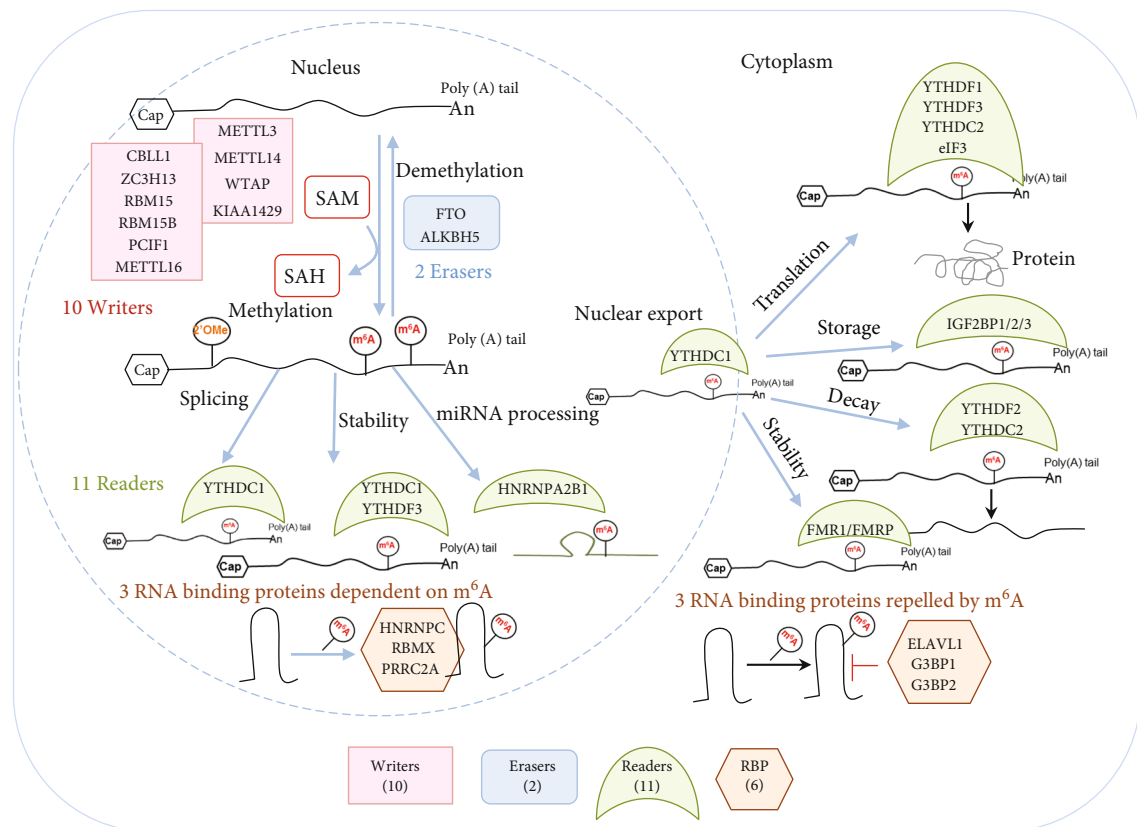 Nucleus
Poly (A) tail
Cap
An
METTL3
METTL14
WTAP
KIAA1429
CBLL1
ZC3H13
RBM15
RBM15B
PCIF1
METTL16
SAM
SAH
Demethylation
FTO
ALKBH5
2 Erasers
10 Writers
Methylation
2'OMe
m⁶A
m⁶A
Poly (A) tail
Cap
An
Splicing
Stability
miRNA processing
11 Readers
YTHDC1
m⁶A
Poly(A) tail
Cap
An
YTHDC1
YTHDF3
m⁶A
Poly(A) tail
Cap
An
HNRNPA2B1
m⁶A
3 RNA binding proteins dependent on m⁶A
m⁶A
HNRNPC
RBMX
PRRC2A
m⁶A
Nuclear export
YTHDC1
m⁶A
Poly(A) tail
Cap
An
Cytoplasm
Translation
YTHDF1
YTHDF3
YTHDC2
eIF3
m⁶A
Poly(A) tail
Cap
An
Protein
Storage
IGF2BP1/2/3
m⁶A
Poly(A) tail
Cap
An
Decay
YTHDF2
YTHDC2
m⁶A
Poly(A) tail
Cap
An
Stability
FMR1/FMRP
m⁶A
Poly(A) tail
Cap
An
3 RNA binding proteins repelled by m⁶A
m⁶A
m⁶A
ELAVL1
G3BP1
G3BP2
Writers
(10)
Erasers
(2)
Readers
(11)
RBP
(6)